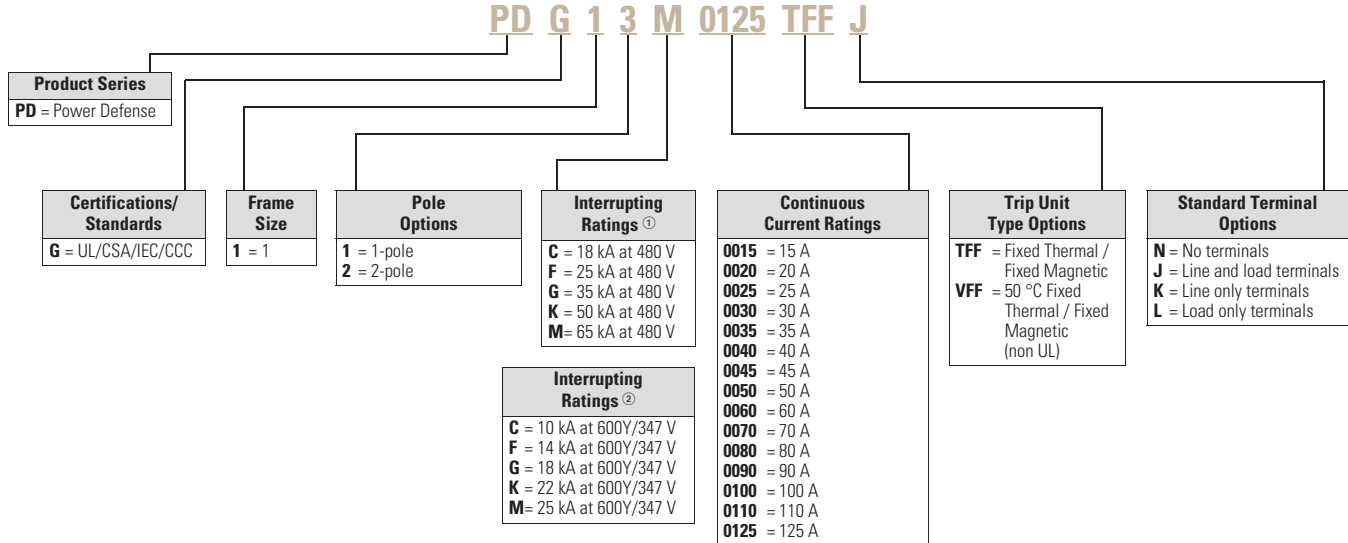 PD G 1 3 M 0125 TFF J
Product Series
PD = Power Defense
Certifications/
Standards
G = UL/CSA/IEC/CCC
Frame
Size
1 = 1
Pole
Options
1 = 1-pole
2 = 2-pole
Interrupting
Ratings ①
C = 18 kA at 480 V
F = 25 kA at 480 V
G = 35 kA at 480 V
K = 50 kA at 480 V
M= 65 kA at 480 V
Interrupting
Ratings ②
C = 10 kA at 600Y/347 V
F = 14 kA at 600Y/347 V
G = 18 kA at 600Y/347 V
K = 22 kA at 600Y/347 V
M= 25 kA at 600Y/347 V
Continuous
Current Ratings
0015 = 15 A
0020 = 20 A
0025 = 25 A
0030 = 30 A
0035 = 35 A
0040 = 40 A
0045 = 45 A
0050 = 50 A
0060 = 60 A
0070 = 70 A
0080 = 80 A
0090 = 90 A
0100 = 100 A
0110 = 110 A
0125 = 125 A
Trip Unit
Type Options
TFF = Fixed Thermal /
Fixed Magnetic
VFF = 50 °C Fixed
Thermal / Fixed
Magnetic
(non UL)
Standard Terminal
Options
N = No terminals
J = Line and load terminals
K = Line only terminals
L = Load only terminals